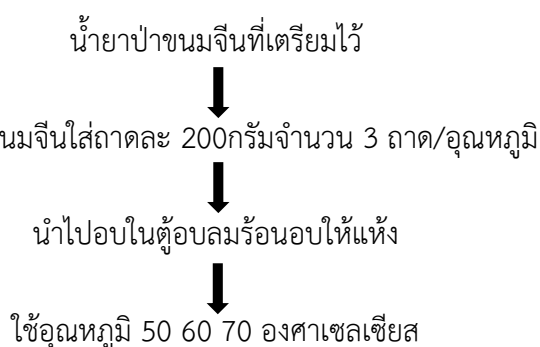 น้ำยาป่าขนมจีนที่เตรียมไว้
นมจีนใส่ถาดละ 200กรัมจำนวน 3 ถาด/อุณหภูมิ
นำไปอบในตู้อบลมร้อนอบให้แห้ง
ใช้อุณหภูมิ 50 60 70 องศาเซลเซียส